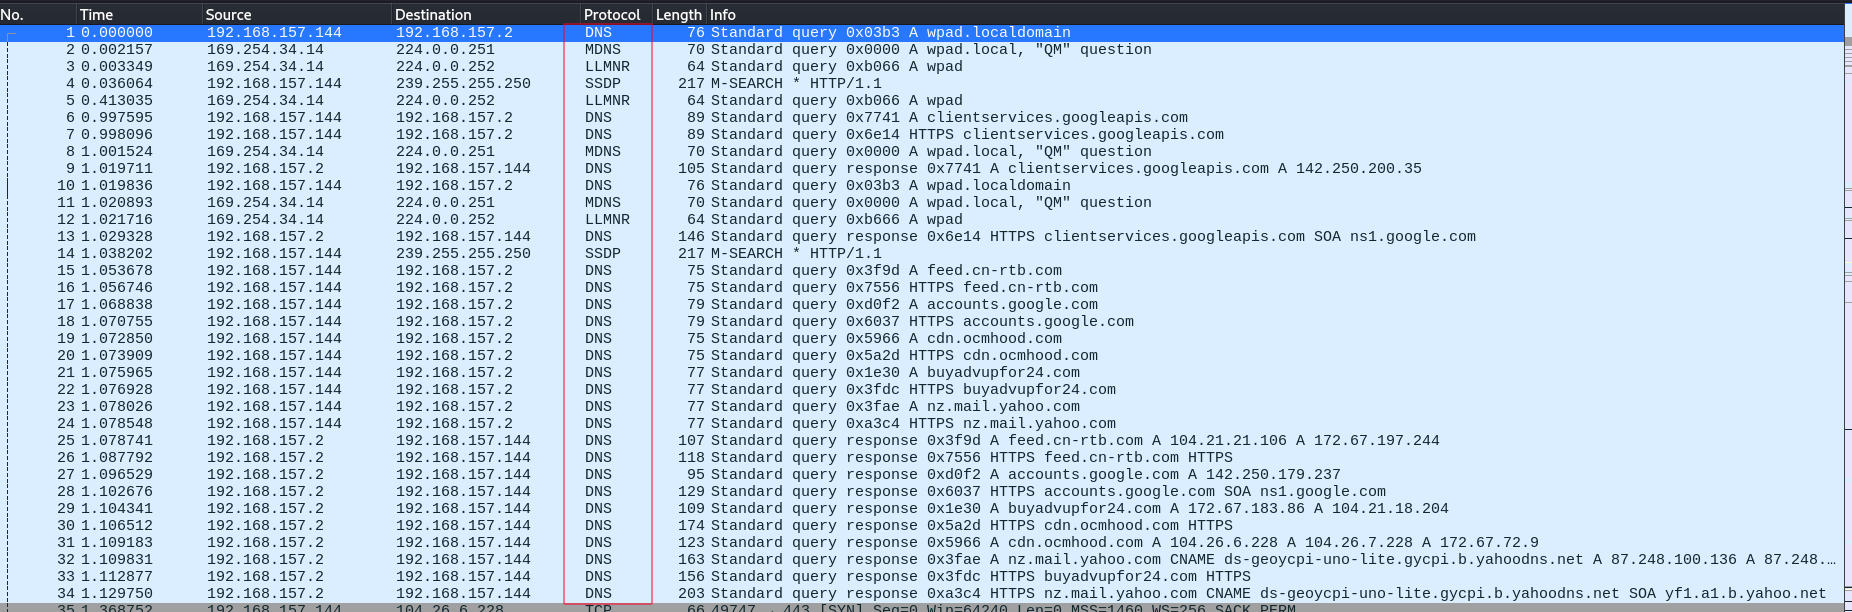 No. Time Source Destination Protocol Length Info
1 0.000000 192.168.157.144 192.168.157.2 DNS 76 Standard query 0x03b3 A wpad.localdomain
2 0.002157 169.254.34.14 224.0.0.251 MDNS 70 Standard query 0x0000 A wpad.local, "QM" question
3 0.003349 169.254.34.14 224.0.0.252 LLMNR 64 Standard query 0xb066 A wpad
4 0.036064 192.168.157.144 239.255.255.250 SSDP 217 M-SEARCH * HTTP/1.1
5 0.413035 169.254.34.14 224.0.0.252 LLMNR 64 Standard query 0xb066 A wpad
6 0.997595 192.168.157.144 192.168.157.2 DNS 89 Standard query 0x7741 A clientservices.googleapis.com
7 0.998096 192.168.157.144 192.168.157.2 DNS 89 Standard query 0x6e14 HTTPS clientservices.googleapis.com
8 1.001524 169.254.34.14 224.0.0.251 MDNS 70 Standard query 0x0000 A wpad.local, "QM" question
9 1.019711 192.168.157.2 192.168.157.144 DNS 105 Standard query response 0x7741 A clientservices.googleapis.com A 142.250.200.35
10 1.019836 192.168.157.144 192.168.157.2 DNS 76 Standard query 0x03b3 A wpad.localdomain
11 1.020893 169.254.34.14 224.0.0.251 MDNS 70 Standard query 0x0000 A wpad.local, "QM" question
12 1.021716 169.254.34.14 224.0.0.252 LLMNR 64 Standard query 0xb666 A wpad
13 1.029328 192.168.157.2 192.168.157.144 DNS 146 Standard query response 0x6e14 HTTPS clientservices.googleapis.com SOA ns1.google.com
14 1.038202 192.168.157.144 239.255.255.250 SSDP 217 M-SEARCH * HTTP/1.1
15 1.053678 192.168.157.144 192.168.157.2 DNS 75 Standard query 0x3f9d A feed.cn-rtb.com
16 1.056746 192.168.157.144 192.168.157.2 DNS 75 Standard query 0x7556 HTTPS feed.cn-rtb.com
17 1.068838 192.168.157.144 192.168.157.2 DNS 79 Standard query 0xd0f2 A accounts.google.com
18 1.070755 192.168.157.144 192.168.157.2 DNS 79 Standard query 0x6037 HTTPS accounts.google.com
19 1.072850 192.168.157.144 192.168.157.2 DNS 75 Standard query 0x5966 A cdn.ocmhood.com
20 1.073909 192.168.157.144 192.168.157.2 DNS 75 Standard query 0x5a2d HTTPS cdn.ocmhood.com
21 1.075965 192.168.157.144 192.168.157.2 DNS 77 Standard query 0x1e30 A buyadvupfor24.com
22 1.076928 192.168.157.144 192.168.157.2 DNS 77 Standard query 0x3fdc HTTPS buyadvupfor24.com
23 1.078026 192.168.157.144 192.168.157.2 DNS 77 Standard query 0x3fae A nz.mail.yahoo.com
24 1.078548 192.168.157.144 192.168.157.2 DNS 77 Standard query 0xa3c4 HTTPS nz.mail.yahoo.com
25 1.078741 192.168.157.2 192.168.157.144 DNS 107 Standard query response 0x3f9d A feed.cn-rtb.com A 104.21.21.106 A 172.67.197.244
26 1.087792 192.168.157.2 192.168.157.144 DNS 118 Standard query response 0x7556 HTTPS feed.cn-rtb.com HTTPS
27 1.096529 192.168.157.2 192.168.157.144 DNS 95 Standard query response 0xd0f2 A accounts.google.com A 142.250.179.237
28 1.102676 192.168.157.2 192.168.157.144 DNS 129 Standard query response 0x6037 HTTPS accounts.google.com SOA ns1.google.com
29 1.104341 192.168.157.2 192.168.157.144 DNS 109 Standard query response 0x1e30 A buyadvupfor24.com A 172.67.183.86 A 104.21.18.204
30 1.106512 192.168.157.2 192.168.157.144 DNS 174 Standard query response 0x5a2d HTTPS cdn.ocmhood.com HTTPS
31 1.109183 192.168.157.2 192.168.157.144 DNS 123 Standard query response 0x5966 A cdn.ocmhood.com A 104.26.6.228 A 104.26.7.228 A 172.67.72.9
32 1.109831 192.168.157.2 192.168.157.144 DNS 163 Standard query response 0x3fae A nz.mail.yahoo.com CNAME ds-geoycpi-uno-lite.gycpi.b.yahoodns.net A 87.248.100.136 A 87.248.…
33 1.112877 192.168.157.2 192.168.157.144 DNS 156 Standard query response 0x3fdc HTTPS buyadvupfor24.com HTTPS
34 1.129750 192.168.157.2 192.168.157.144 DNS 203 Standard query response 0xa3c4 HTTPS nz.mail.yahoo.com CNAME ds-geoycpi-uno-lite.gycpi.b.yahoodns.net SOA yf1.a1.b.yahoo.net
35 1.368752 192.168.157.144 104.26.6.228 TCP 66 49747 → 443 [SYN] Seq=0 Win=64240 Len=0 MSS=1460 WS=256 SACK_PERM